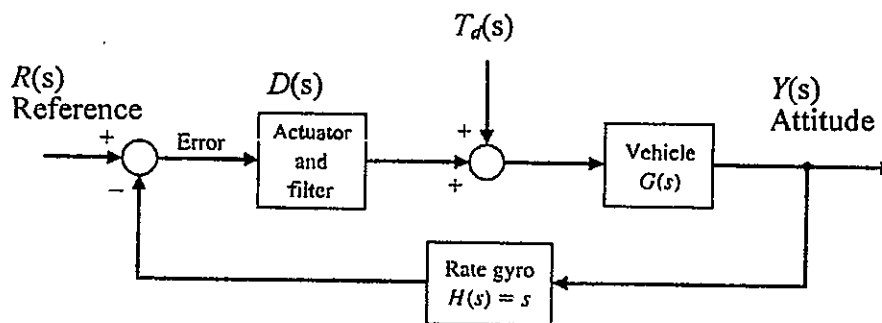 T_d(s)
R(s)
Reference
D(s)
Y(s)
Attitude
+
Error
Actuator
and
filter
+
+
Vehicle
G(s)
−
Rate gyro
H(s) = s